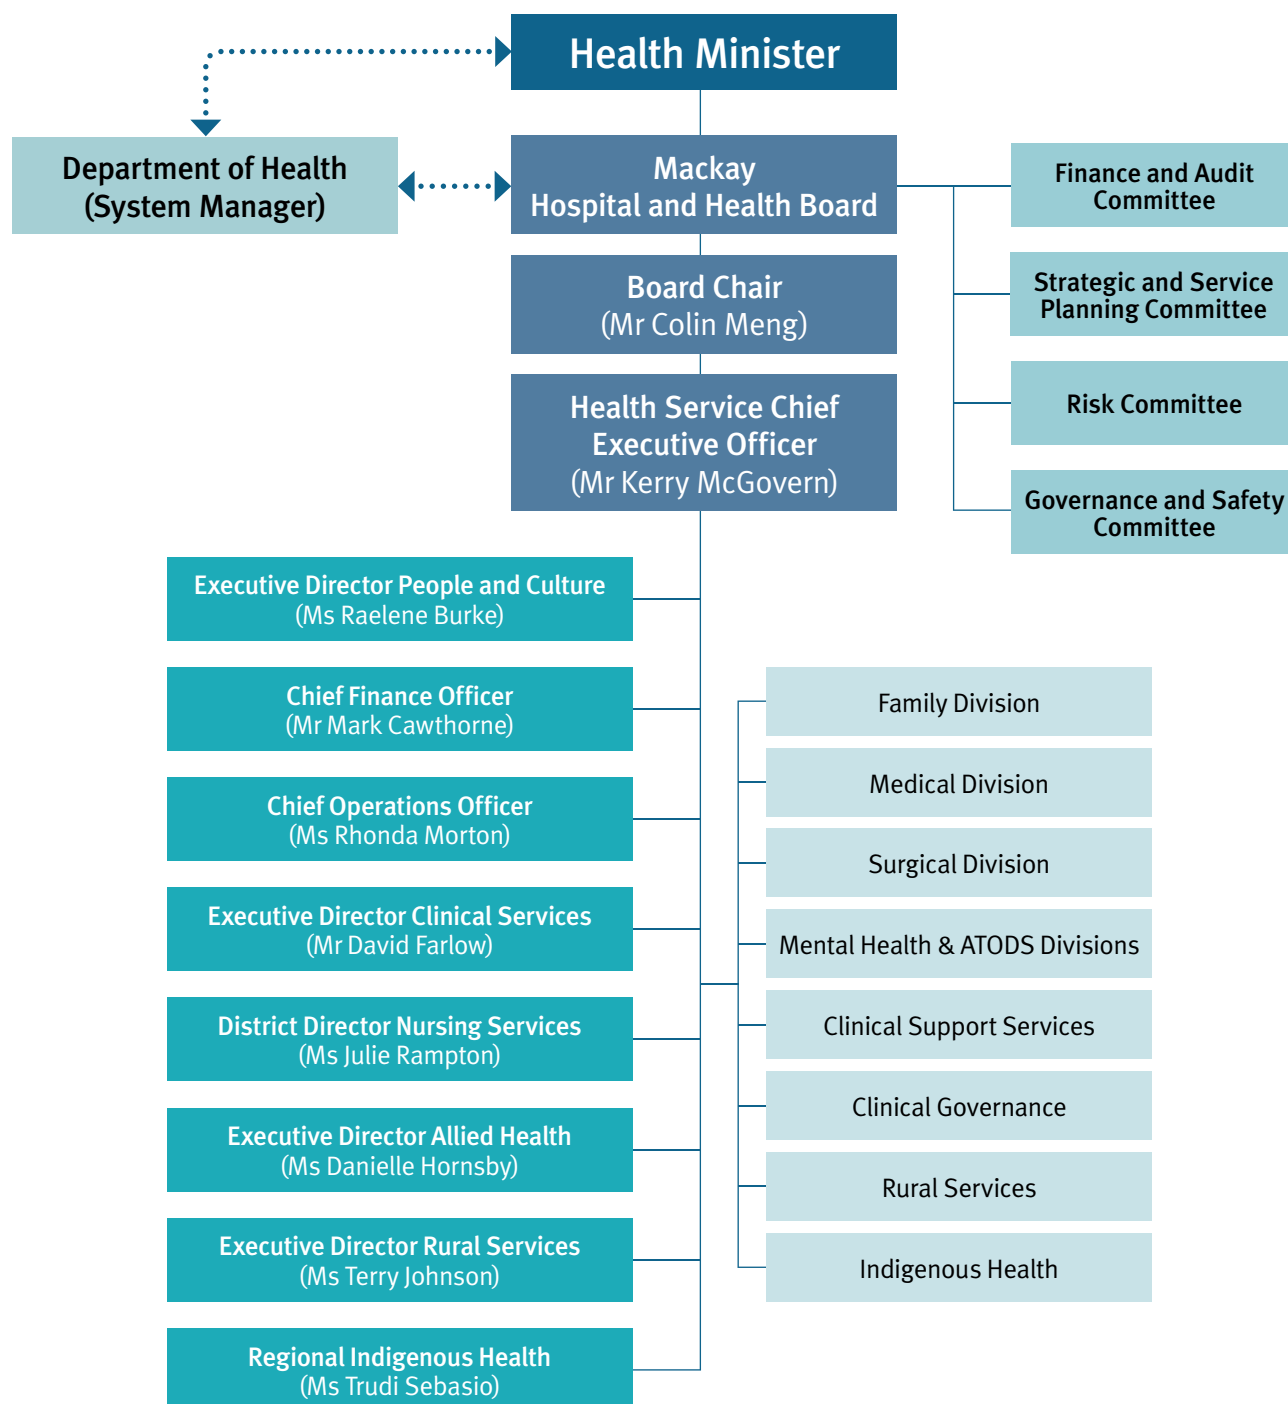 Health Minister
Department of Health
(System Manager)
Mackay
Hospital and Health Board
Finance and Audit
Committee
Strategic and Service
Planning Committee
Risk Committee
Governance and Safety
Committee
Board Chair
(Mr Colin Meng)
Health Service Chief
Executive Officer
(Mr Kerry McGovern)
Executive Director People and Culture
(Ms Raelene Burke)
Chief Finance Officer
(Mr Mark Cawthorne)
Chief Operations Officer
(Ms Rhonda Morton)
Executive Director Clinical Services
(Mr David Farlow)
District Director Nursing Services
(Ms Julie Rampton)
Executive Director Allied Health
(Ms Danielle Hornsby)
Executive Director Rural Services
(Ms Terry Johnson)
Regional Indigenous Health
(Ms Trudi Sebasio)
Family Division
Medical Division
Surgical Division
Mental Health & ATODS Divisions
Clinical Support Services
Clinical Governance
Rural Services
Indigenous Health